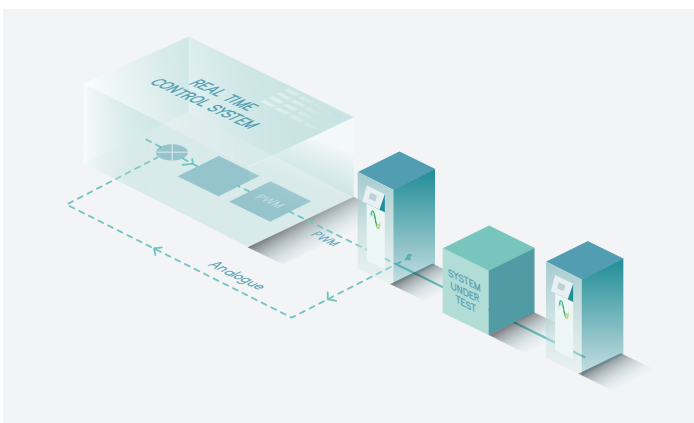 REAL TIME
CONTROL SYSTEM
PWM
PWM
Analogue
SYSTEM
UNDER
TEST